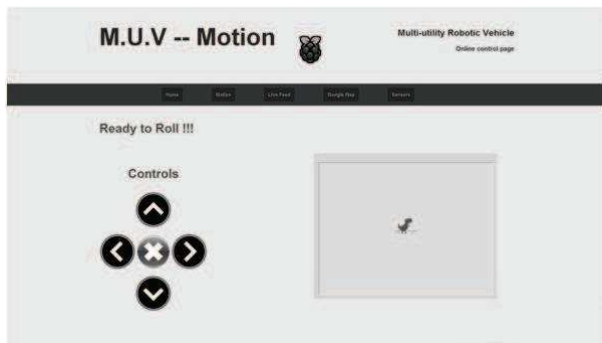 M.U.V -- Motion
Multi-utility Robotic Vehicle
Online control page
Home Motion Live Feed Google Map Sensors
Ready to Roll !!!
Controls